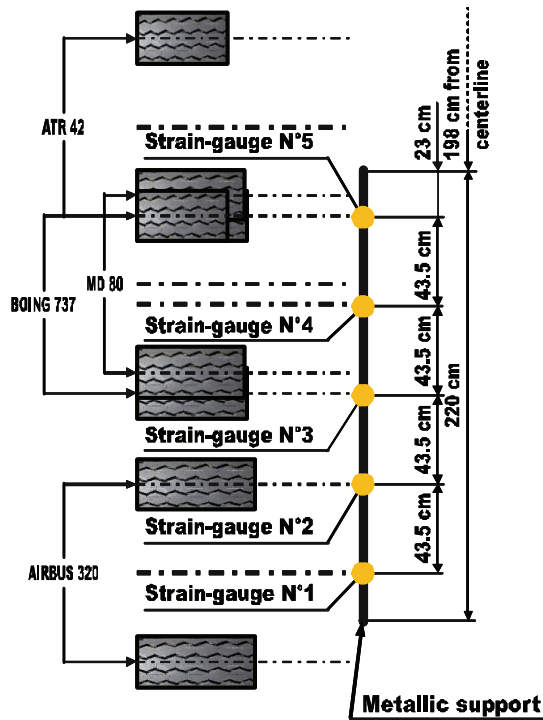 ATR 42
Strain-gauge N°5
23 cm
198 cm from
centerline
MD 80
BOING 737
43.5 cm
Strain-gauge N°4
43.5 cm
220 cm
Strain-gauge N°3
43.5 cm
Strain-gauge N°2
43.5 cm
AIRBUS 320
Strain-gauge N°1
Metallic support